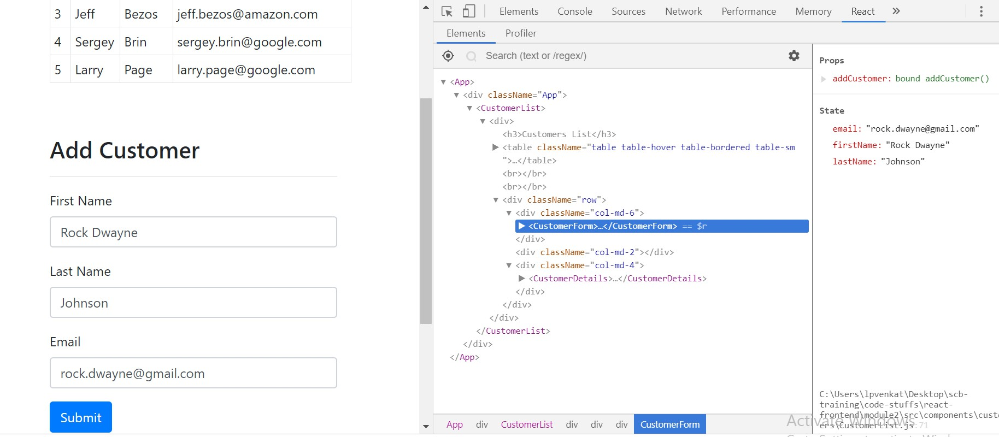 3 Jeff Bezos jeff.bezos@amazon.com
4 Sergey Brin sergey.brin@google.com
5 Larry Page larry.page@google.com
Add Customer
First Name
Rock Dwayne
Last Name
Johnson
Email
rock.dwayne@gmail.com
Submit
Elements Console Sources Network Performance Memory React »
Elements Profiler
Search (text or /regex/)
▼ <App>
▼ <div className="App">
▼ <CustomerList>
▼ <div>
<h3>Customers List</h3>
▶ <table className="table table-hover table-bordered table-sm
">…</table>
<br></br>
<br></br>
▼ <div className="row">
▼ <div className="col-md-6">
▶ <CustomerForm>…</CustomerForm> == $r
</div>
<div className="col-md-2"></div>
▼ <div className="col-md-4">
▶ <CustomerDetails>…</CustomerDetails>
</div>
</div>
</div>
</CustomerList>
</div>
</App>
App div CustomerList div div div CustomerForm
Props
▶ addCustomer: bound addCustomer()
State
email: "rock.dwayne@gmail.com"
firstName: "Rock Dwayne"
lastName: "Johnson"
C:\Users\lpvenkat\Desktop\scb-
training\code-stuffs\react-
frontend\module2\src\components\custo
ers\CustomerList.js:71
Activate Windows